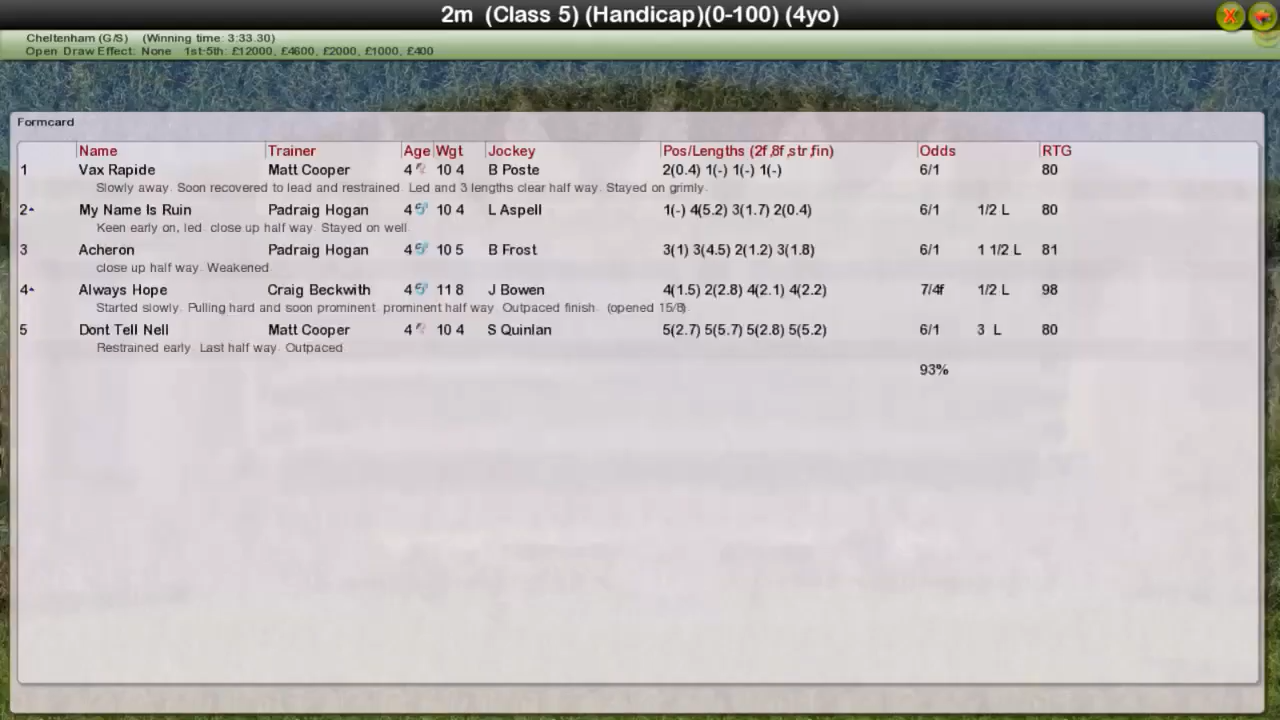 2m (Class 5) (Handicap)(0-100) (4yo)
Cheltenham (G/S) (Winning time: 3:33.30)
Open Draw Effect: None 1st-5th: £12000, £4600, £2000, £1000, £400
Formcard
Name Trainer Age Wgt Jockey Pos/Lengths (2f,8f,str,fin) Odds RTG
1 Vax Rapide Matt Cooper 4 10 4 B Poste 2(0.4) 1(-) 1(-) 1(-) 6/1 80
Slowly away. Soon recovered to lead and restrained. Led and 3 lengths clear half way. Stayed on grimly.
2 My Name Is Ruin Padraig Hogan 4 10 4 L Aspell 1(-) 4(5.2) 3(1.7) 2(0.4) 6/1 1/2 L 80
Keen early on, led. close up half way. Stayed on well.
3 Acheron Padraig Hogan 4 10 5 B Frost 3(1) 3(4.5) 2(1.2) 3(1.8) 6/1 1 1/2 L 81
close up half way. Weakened.
4 Always Hope Craig Beckwith 4 11 8 J Bowen 4(1.5) 2(2.8) 4(2.1) 4(2.2) 7/4f 1/2 L 98
Started slowly. Pulling hard and soon prominent. prominent half way. Outpaced finish. (opened 15/8)
5 Dont Tell Nell Matt Cooper 4 10 4 S Quinlan 5(2.7) 5(5.7) 5(2.8) 5(5.2) 6/1 3 L 80
Restrained early. Last half way. Outpaced
93%